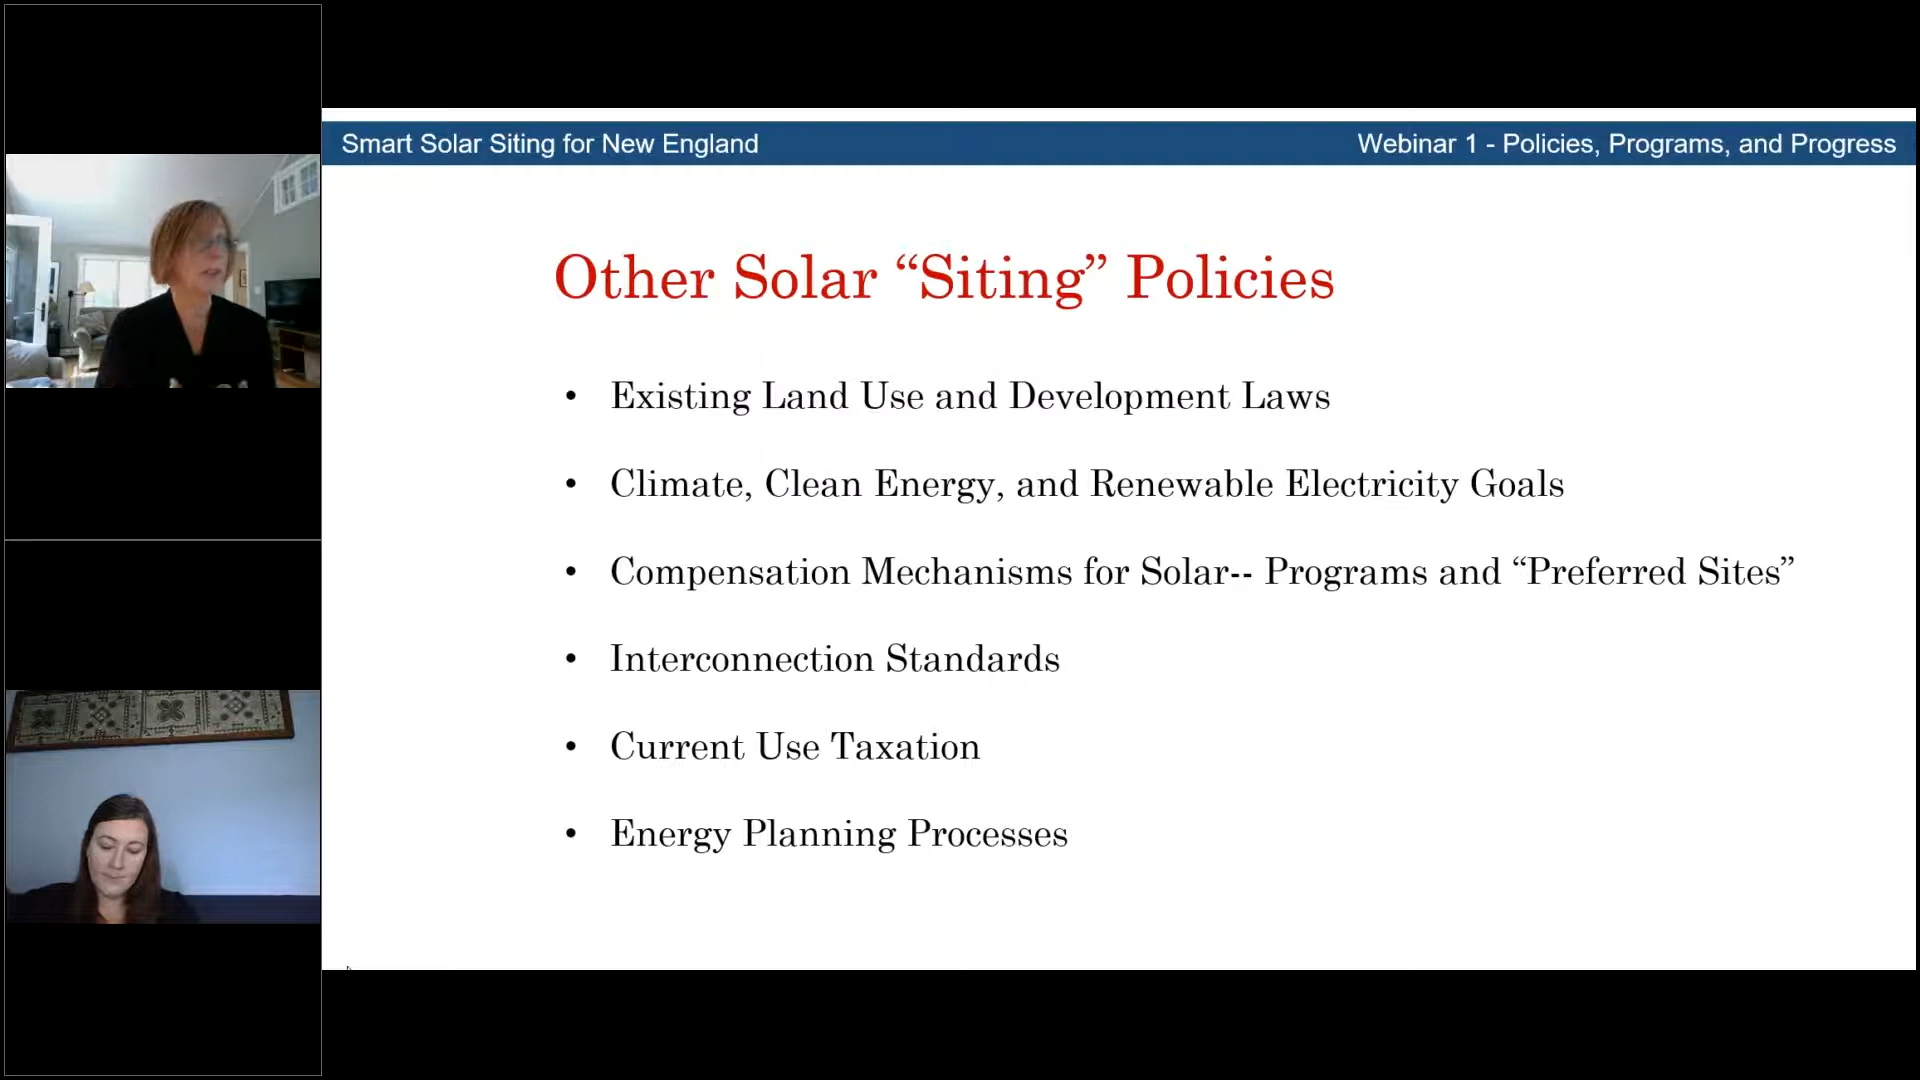 Smart Solar Siting for New England
Webinar 1 - Policies, Programs, and Progress
Other Solar “Siting” Policies
• Existing Land Use and Development Laws
• Climate, Clean Energy, and Renewable Electricity Goals
• Compensation Mechanisms for Solar-- Programs and “Preferred Sites”
• Interconnection Standards
• Current Use Taxation
• Energy Planning Processes